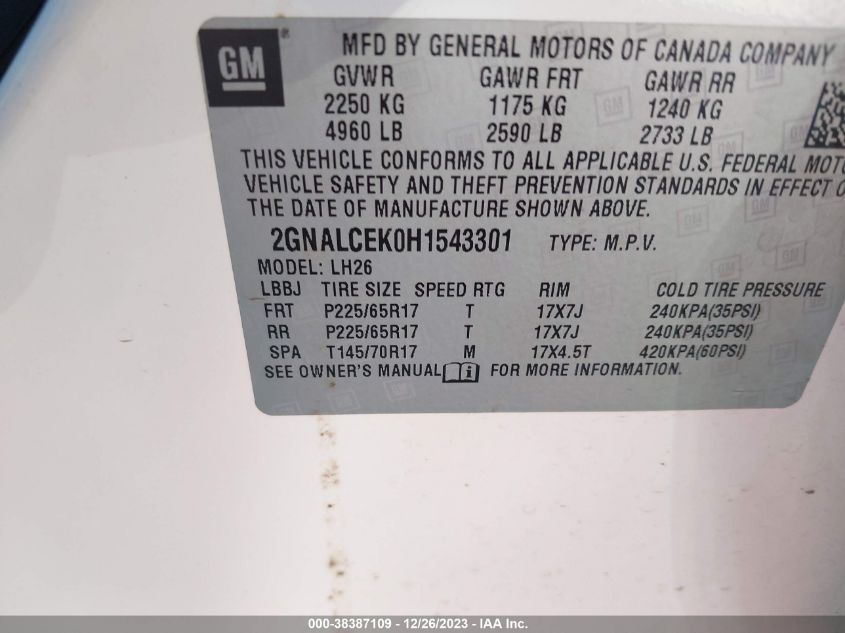 GM ®
MFD BY GENERAL MOTORS OF CANADA COMPANY
GVWR GAWR FRT GAWR RR
2250 KG 1175 KG 1240 KG
4960 LB 2590 LB 2733 LB
THIS VEHICLE CONFORMS TO ALL APPLICABLE U.S. FEDERAL MOT
VEHICLE SAFETY AND THEFT PREVENTION STANDARDS IN EFFECT O
THE DATE OF MANUFACTURE SHOWN ABOVE.
2GNALCEK0H1543301 TYPE: M.P.V.
MODEL: LH26
LBBJ TIRE SIZE SPEED RTG RIM COLD TIRE PRESSURE
FRT P225/65R17 T 17X7J 240KPA(35PSI)
RR P225/65R17 T 17X7J 240KPA(35PSI)
SPA T145/70R17 M 17X4.5T 420KPA(60PSI)
SEE OWNER'S MANUAL FOR MORE INFORMATION.
000-38387109 - 12/26/2023 - IAA Inc.